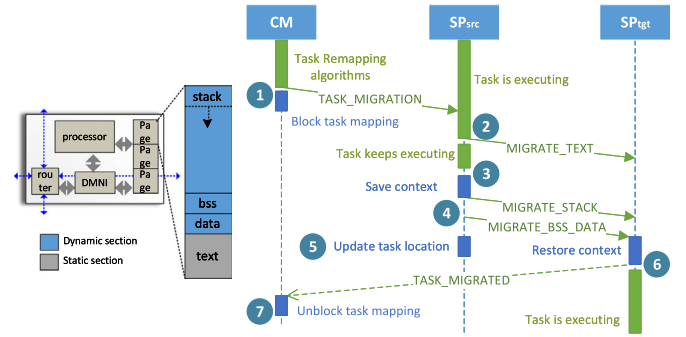 CM
SPsrc
SPtgt
Task Remapping
algorithms
Task is executing
1
TASK_MIGRATION
Block task mapping
2
MIGRATE_TEXT
Task keeps executing
3
Save context
4
MIGRATE_STACK
MIGRATE_BSS_DATA
5
Update task location
Restore context
6
TASK_MIGRATED
7
Unblock task mapping
Task is executing
processor
Pa
ge
Pa
ge
Pa
ge
rou
ter
DMNI
stack
bss
data
text
Dynamic section
Static section